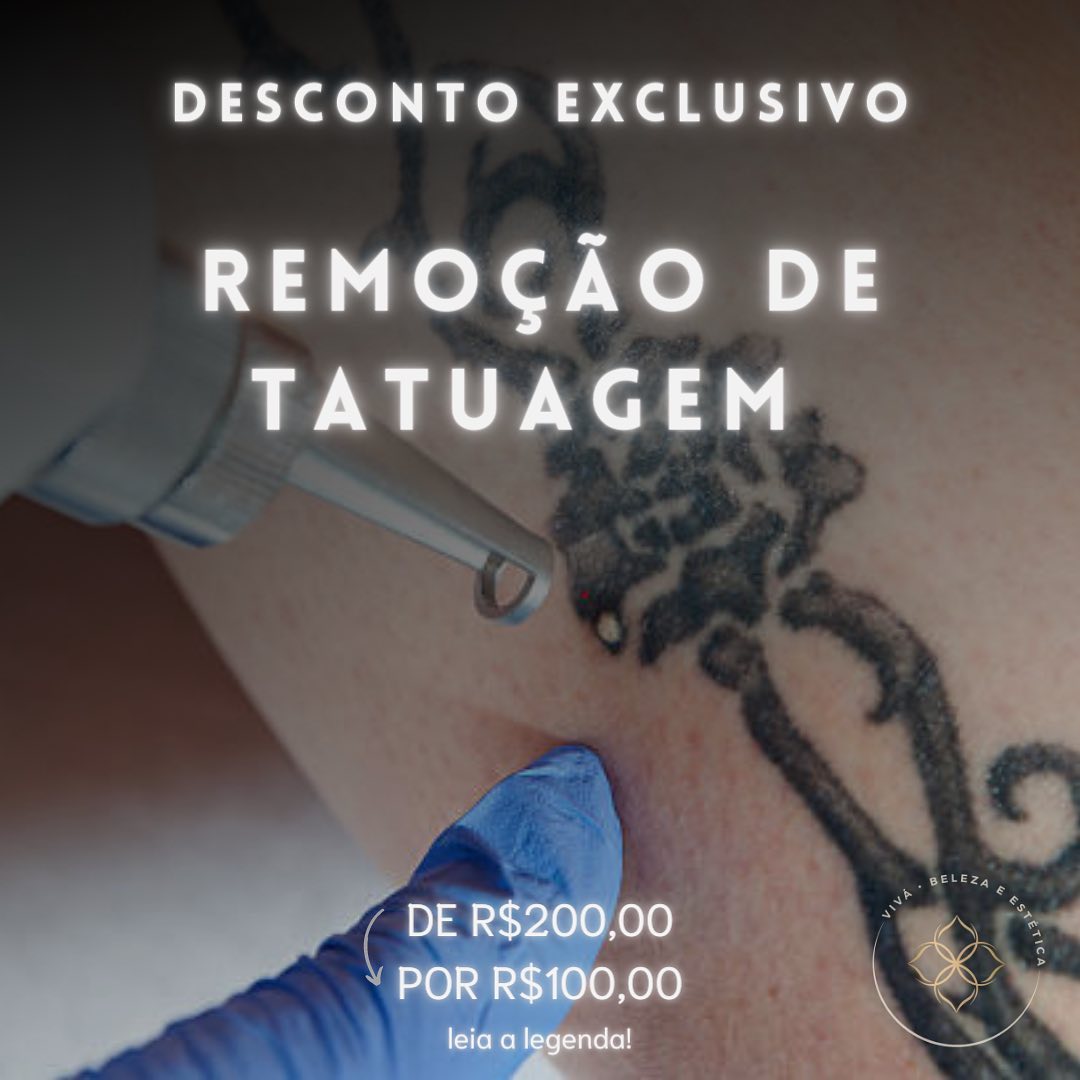 DESCONTO EXCLUSIVO
REMOÇÃO DE
TATUAGEM
DE R$200,00
POR R$100,00
leia a legenda!
VIVÁ • BELEZA E ESTÉTICA